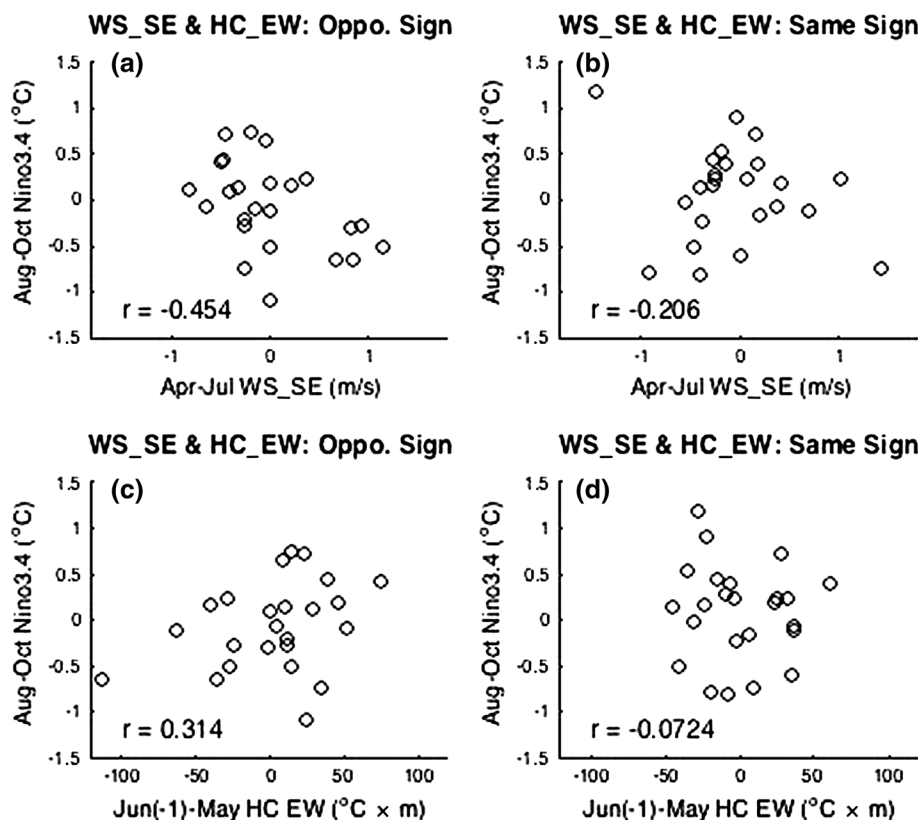 WS_SE & HC_EW: Oppo. Sign
(a)
Aug-Oct Nino3.4 (°C)
1.5
1
0.5
0
-0.5
-1
-1.5
r = -0.454
-1 0 1
Apr-Jul WS_SE (m/s)
WS_SE & HC_EW: Same Sign
(b)
Aug-Oct Nino3.4 (°C)
1.5
1
0.5
0
-0.5
-1
-1.5
r = -0.206
-1 0 1
Apr-Jul WS_SE (m/s)
WS_SE & HC_EW: Oppo. Sign
(c)
Aug-Oct Nino3.4 (°C)
1.5
1
0.5
0
-0.5
-1
-1.5
r = 0.314
-100 -50 0 50 100
Jun(-1)-May HC EW (°C × m)
WS_SE & HC_EW: Same Sign
(d)
Aug-Oct Nino3.4 (°C)
1.5
1
0.5
0
-0.5
-1
-1.5
r = -0.0724
-100 -50 0 50 100
Jun(-1)-May HC EW (°C × m)